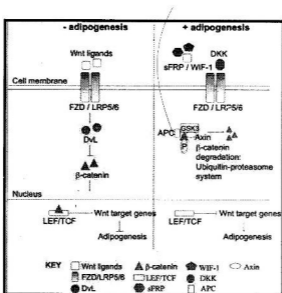 - adipogenesis
+ adipogenesis
Wnt ligands
sFRP / WIF-1
DKK
Cell membrane
FZD / LRP5/6
FZD / LRP5/6
DvL
APC
GSK3
Axin
P
β-catenin
β-catenin
degradation:
Ubiquitin-proteasome
system
Nucleus
Wnt target genes
LEF/TCF
Adipogenesis
Wnt target genes
LEF/TCF
Adipogenesis
KEY
Wnt ligands
β-catenin
WIF-1
Axin
FZD/LRP5/6
LEF/TCF
DKK
DvL
sFRP
APC